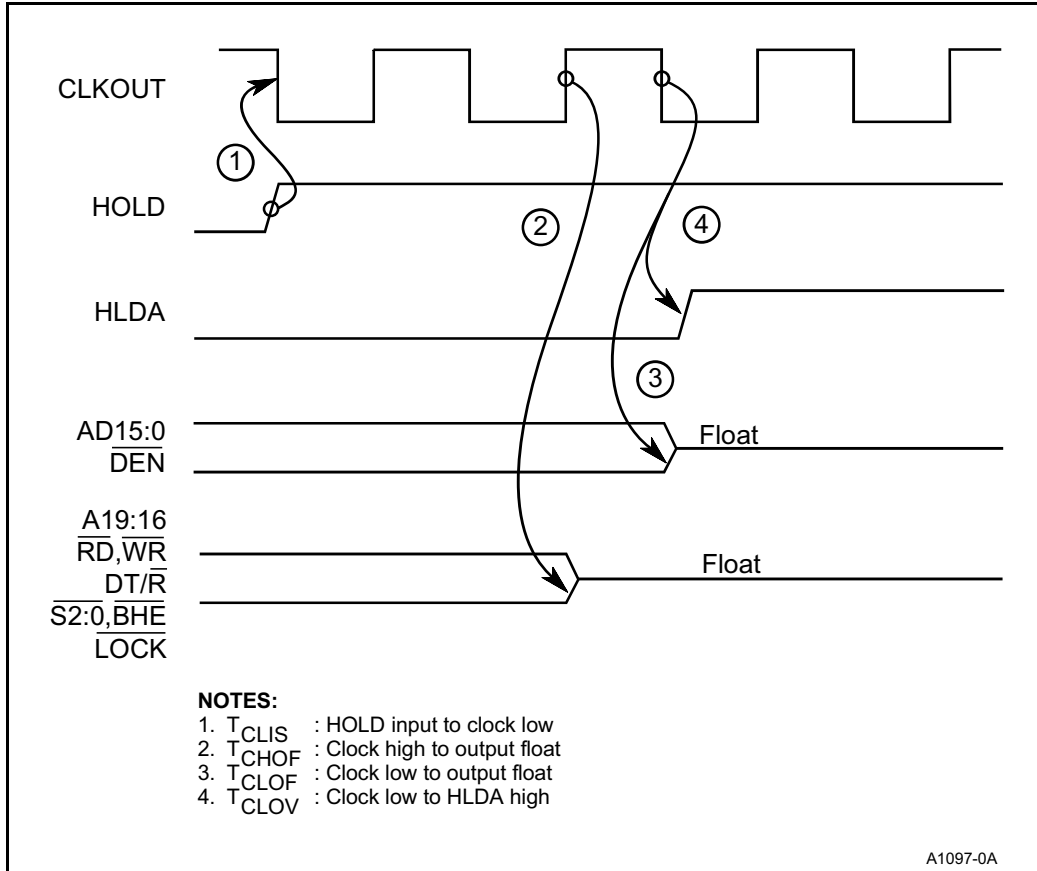 CLKOUT
1
HOLD
2
4
HLDA
3
AD15:0
Float
DEN
A19:16
RD,WR
Float
DT/R
S2:0,BHE
LOCK
NOTES:
1. TCLIS : HOLD input to clock low
2. TCHOF : Clock high to output float
3. TCLOF : Clock low to output float
4. TCLOV : Clock low to HLDA high
A1097-0A